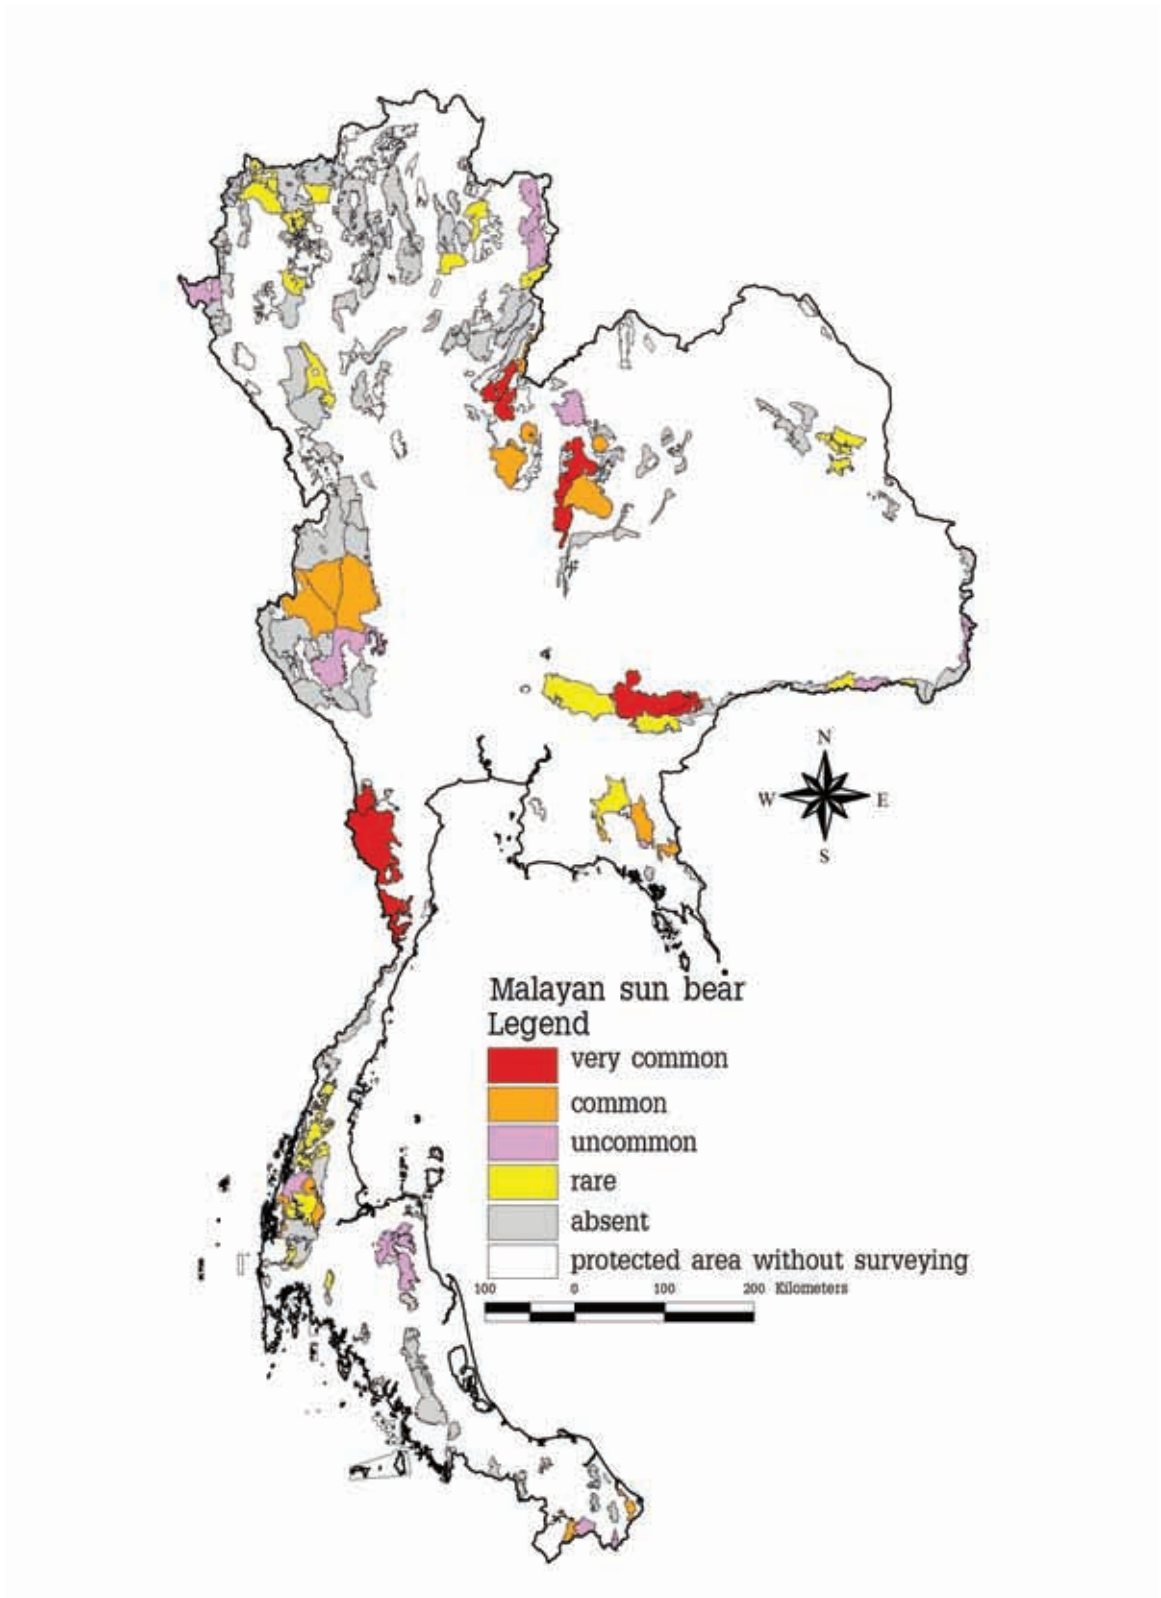 N
W E
S
Malayan sun bear
Legend
very common
common
uncommon
rare
absent
protected area without surveying
100 0 100 200 Kilometers